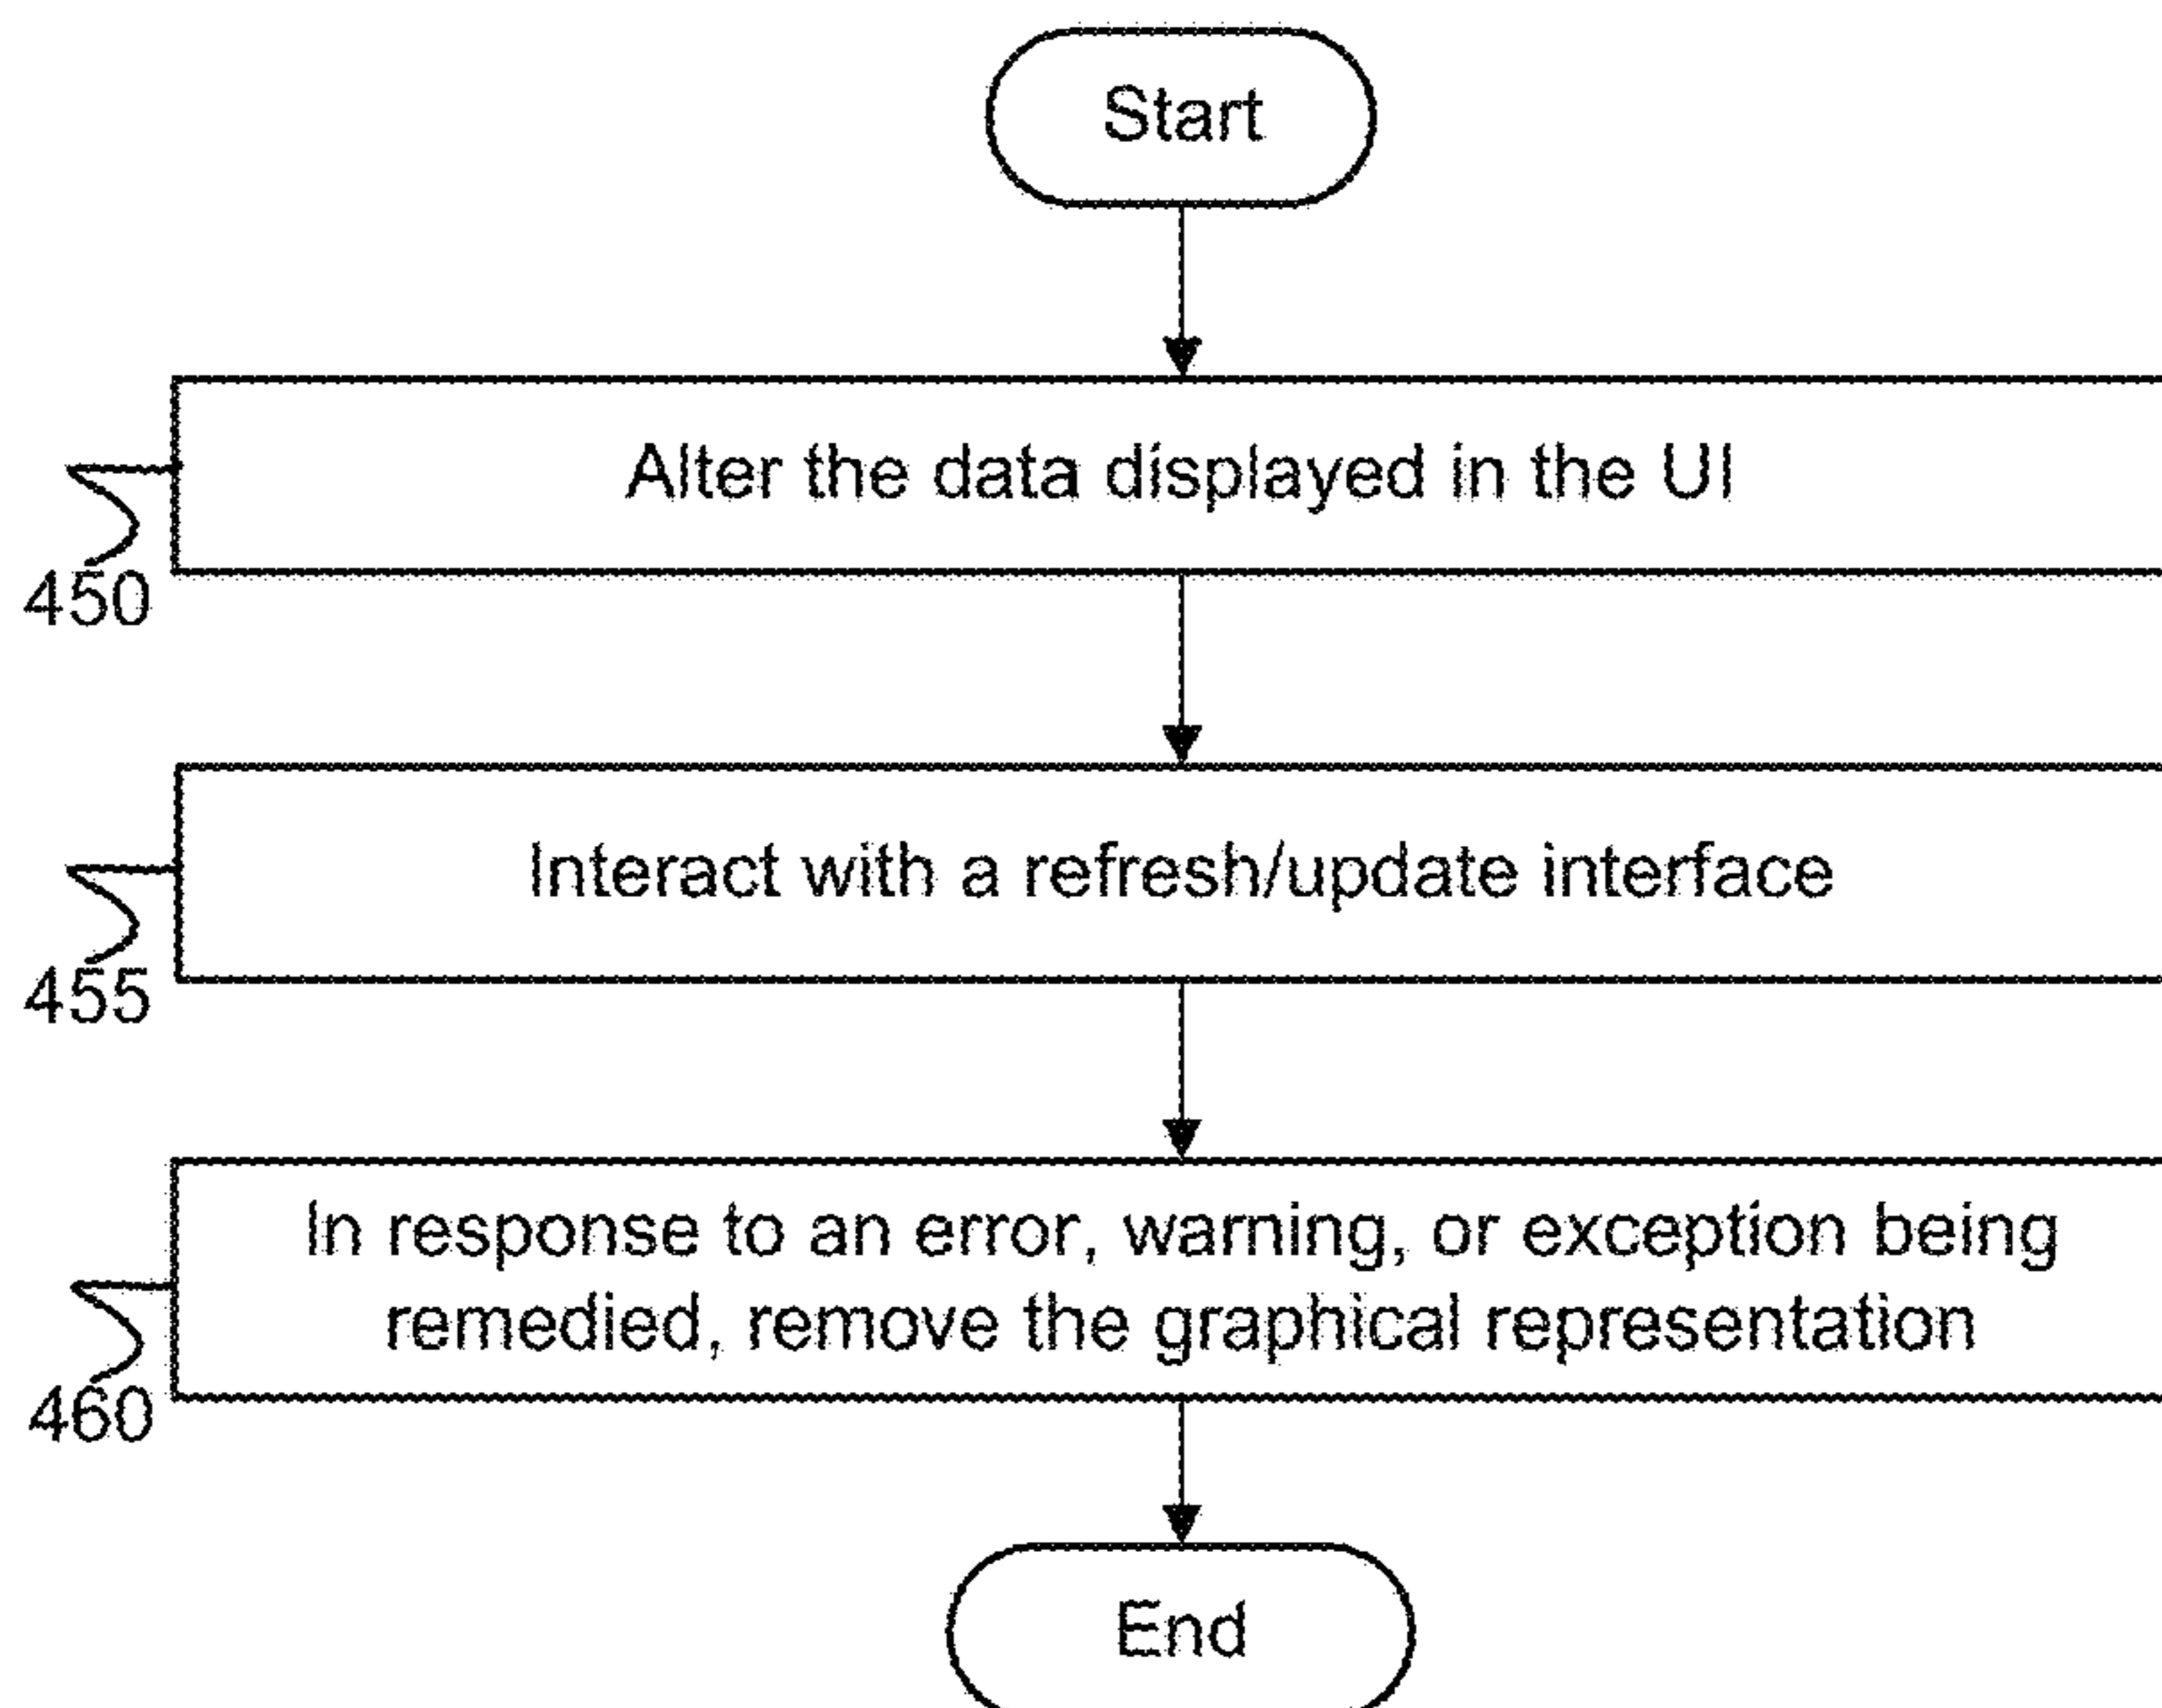 Start
Alter the data displayed in the UI
450
Interact with a refresh/update interface
455
In response to an error, warning, or exception being
remedied, remove the graphical representation
460
End